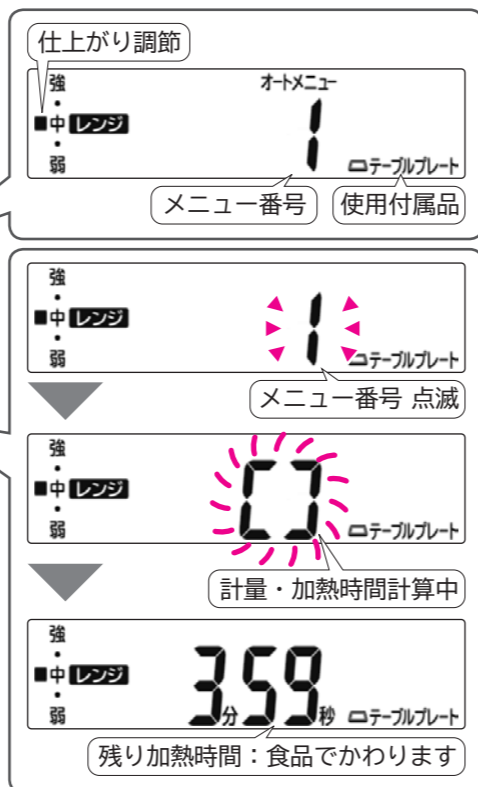 仕上がり調節
強
・
■中 レンジ
・
弱
オートメニュー
1
テーブルプレート
メニュー番号
使用付属品
強
・
■中 レンジ
・
弱
1
テーブルプレート
メニュー番号 点滅
強
・
■中 レンジ
・
弱
テーブルプレート
計量・加熱時間計算中
強
・
■中 レンジ
・
弱
3分59秒
テーブルプレート
残り加熱時間：食品でかわります